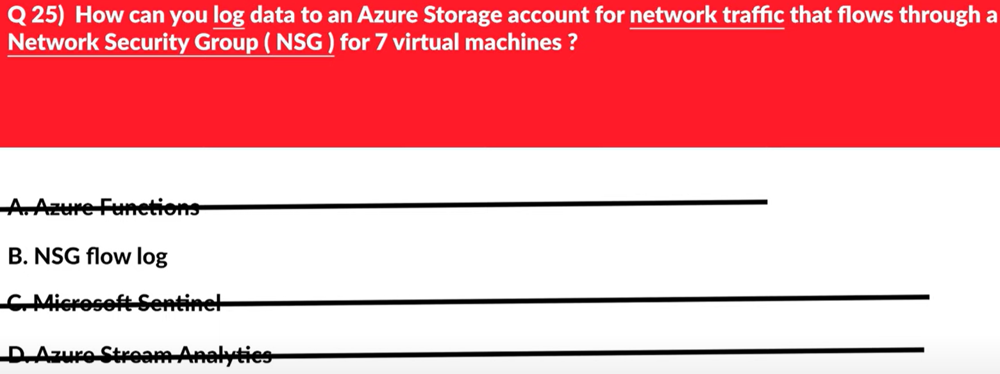 Q 25) How can you log data to an Azure Storage account for network traffic that flows through a
Network Security Group ( NSG ) for 7 virtual machines ?
A. Azure Functions
B. NSG flow log
C. Microsoft Sentinel
D. Azure Stream Analytics